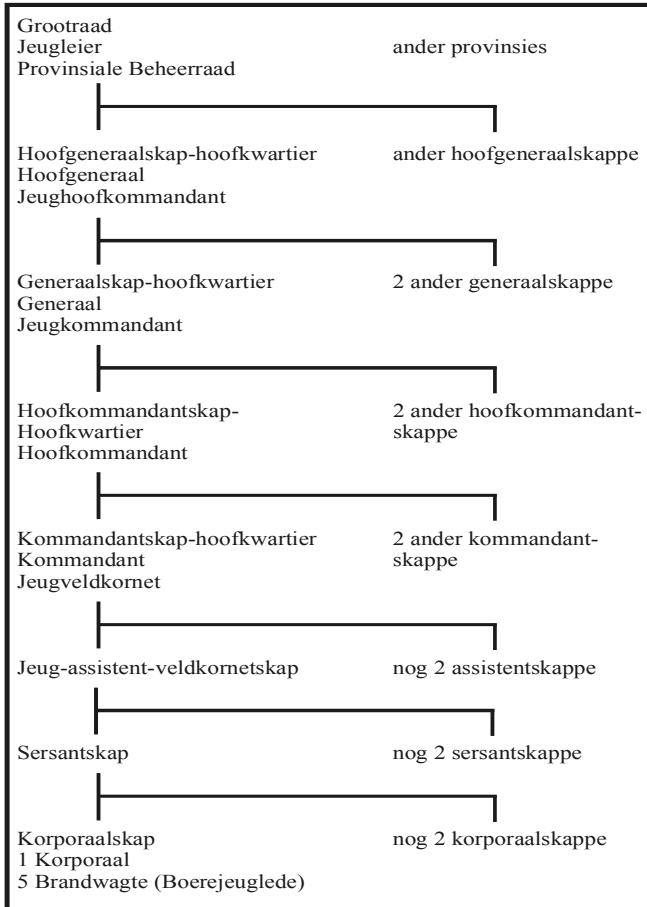 Grootraad
Jeugleier
ander provinsies
Provinsiale Beheerraad
Hoofgeneraalskap-hoofkwartier
ander hoofgeneraalskappe
Hoofgeneraal
Jeughoofkommandant
Generaalskap-hoofkwartier
2 ander generaalskappe
Generaal
Jeugkommandant
Hoofkommandantskap-
Hoofkwartier
Hoofkommandant
2 ander hoofkommandant-
skappe
Kommandantskap-hoofkwartier
Kommandant
Jeugveldkornet
2 ander kommandant-
skappe
Jeug-assistent-veldkornetskap
nog 2 assistentskappe
Sersantskap
nog 2 sersantskappe
Korporaalskap
nog 2 korporaalskappe
1 Korporaal
5 Brandwagte (Boerejeuglede)